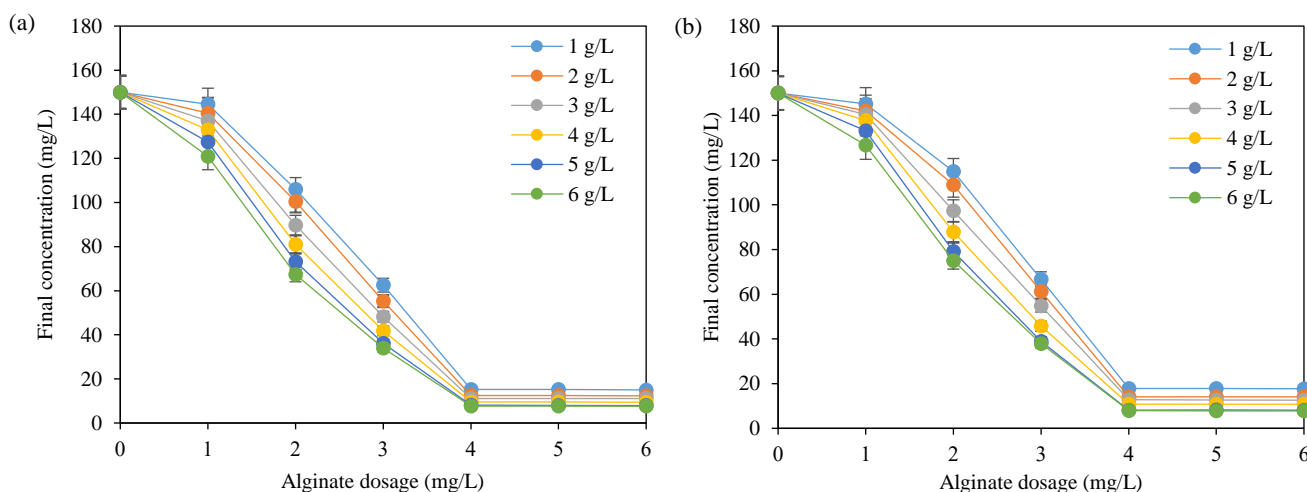 (a)
Final concentration (mg/L)
180
160
140
120
100
80
60
40
20
0
0 1 2 3 4 5 6
Alginate dosage (mg/L)
1 g/L
2 g/L
3 g/L
4 g/L
5 g/L
6 g/L
(b)
Final concentration (mg/L)
180
160
140
120
100
80
60
40
20
0
0 1 2 3 4 5 6
Alginate dosage (mg/L)
1 g/L
2 g/L
3 g/L
4 g/L
5 g/L
6 g/L